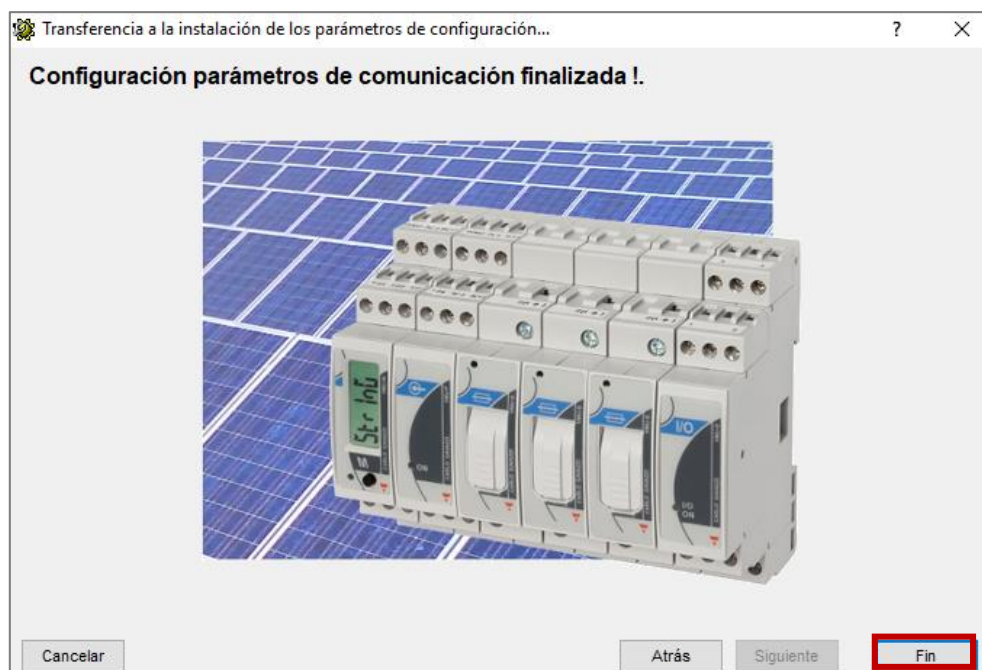 Transferencia a la instalación de los parámetros de configuración...
?
Configuración parámetros de comunicación finalizada !.
Str InG
M
ON
I/O
I/O
ON
Cancelar
Atrás
Siguiente
Fin